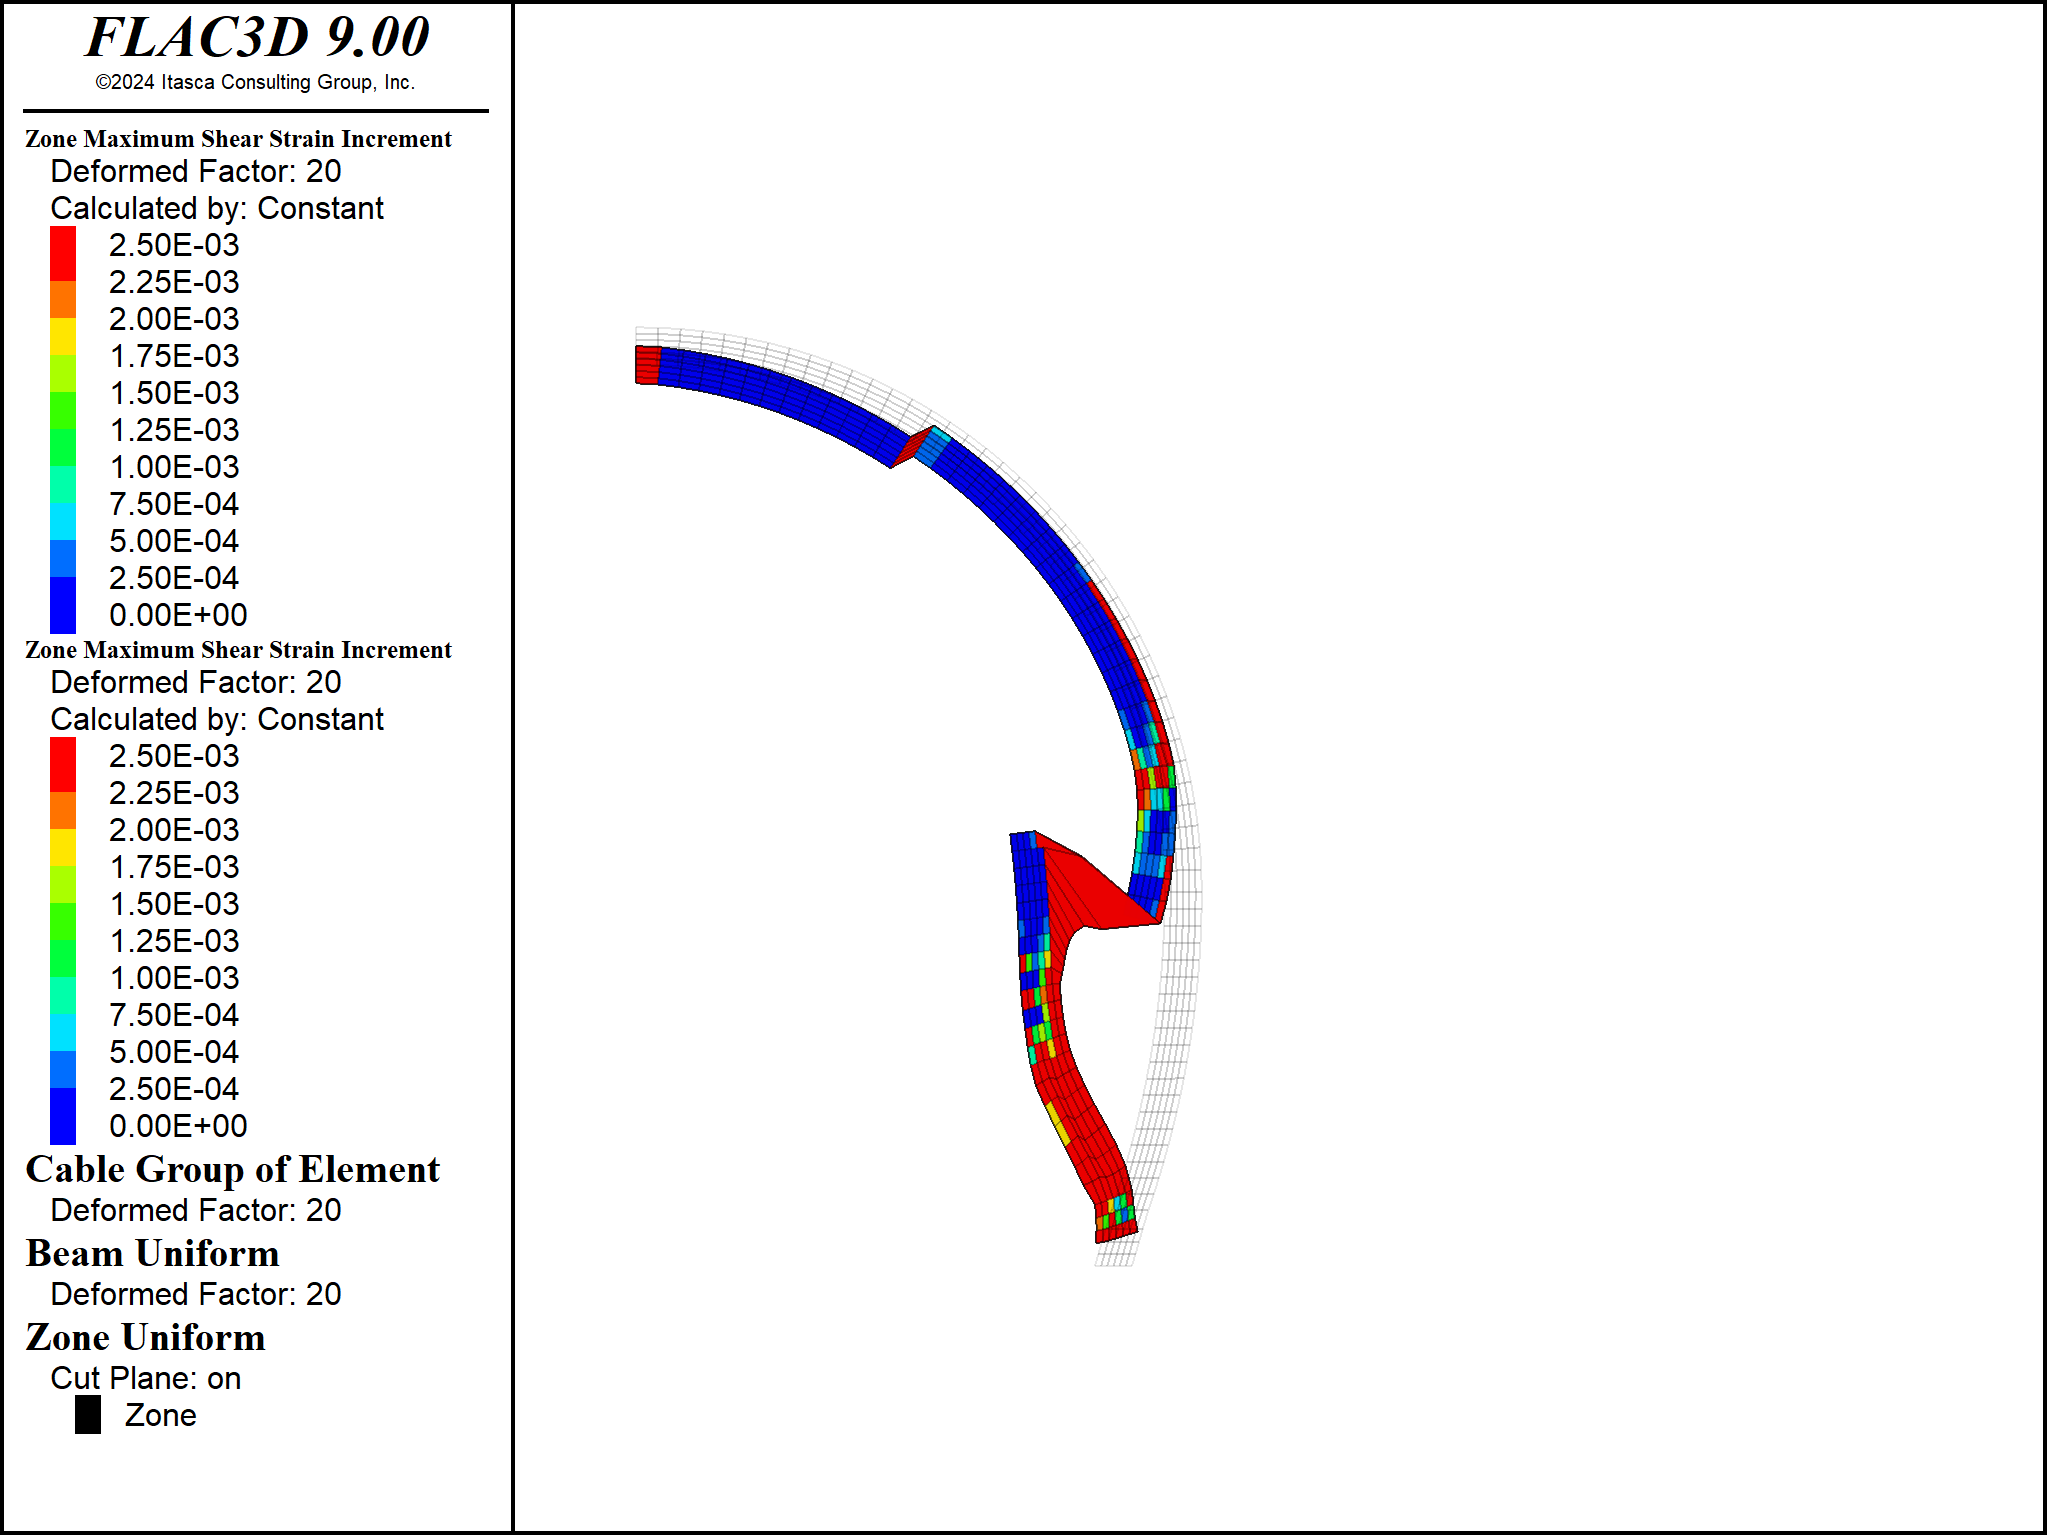 FLAC3D 9.00
©2024 Itasca Consulting Group, Inc.
Zone Maximum Shear Strain Increment
Deformed Factor: 20
Calculated by: Constant
2.50E-03
2.25E-03
2.00E-03
1.75E-03
1.50E-03
1.25E-03
1.00E-03
7.50E-04
5.00E-04
2.50E-04
0.00E+00
Zone Maximum Shear Strain Increment
Deformed Factor: 20
Calculated by: Constant
2.50E-03
2.25E-03
2.00E-03
1.75E-03
1.50E-03
1.25E-03
1.00E-03
7.50E-04
5.00E-04
2.50E-04
0.00E+00
Cable Group of Element
Deformed Factor: 20
Beam Uniform
Deformed Factor: 20
Zone Uniform
Cut Plane: on
Zone